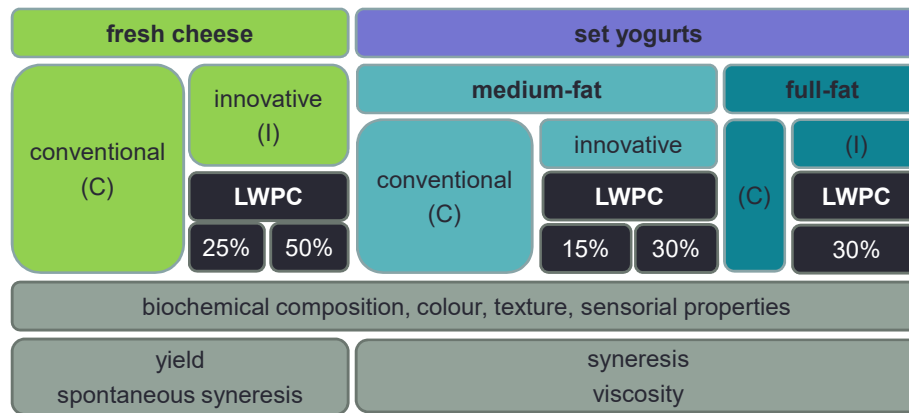 fresh cheese
set yogurts
conventional
(C)
innovative
(I)
LWPC
25%
50%
medium-fat
full-fat
conventional
(C)
innovative
LWPC
15%
30%
(C)
(I)
LWPC
30%
biochemical composition, colour, texture, sensorial properties
yield
spontaneous syneresis
syneresis
viscosity